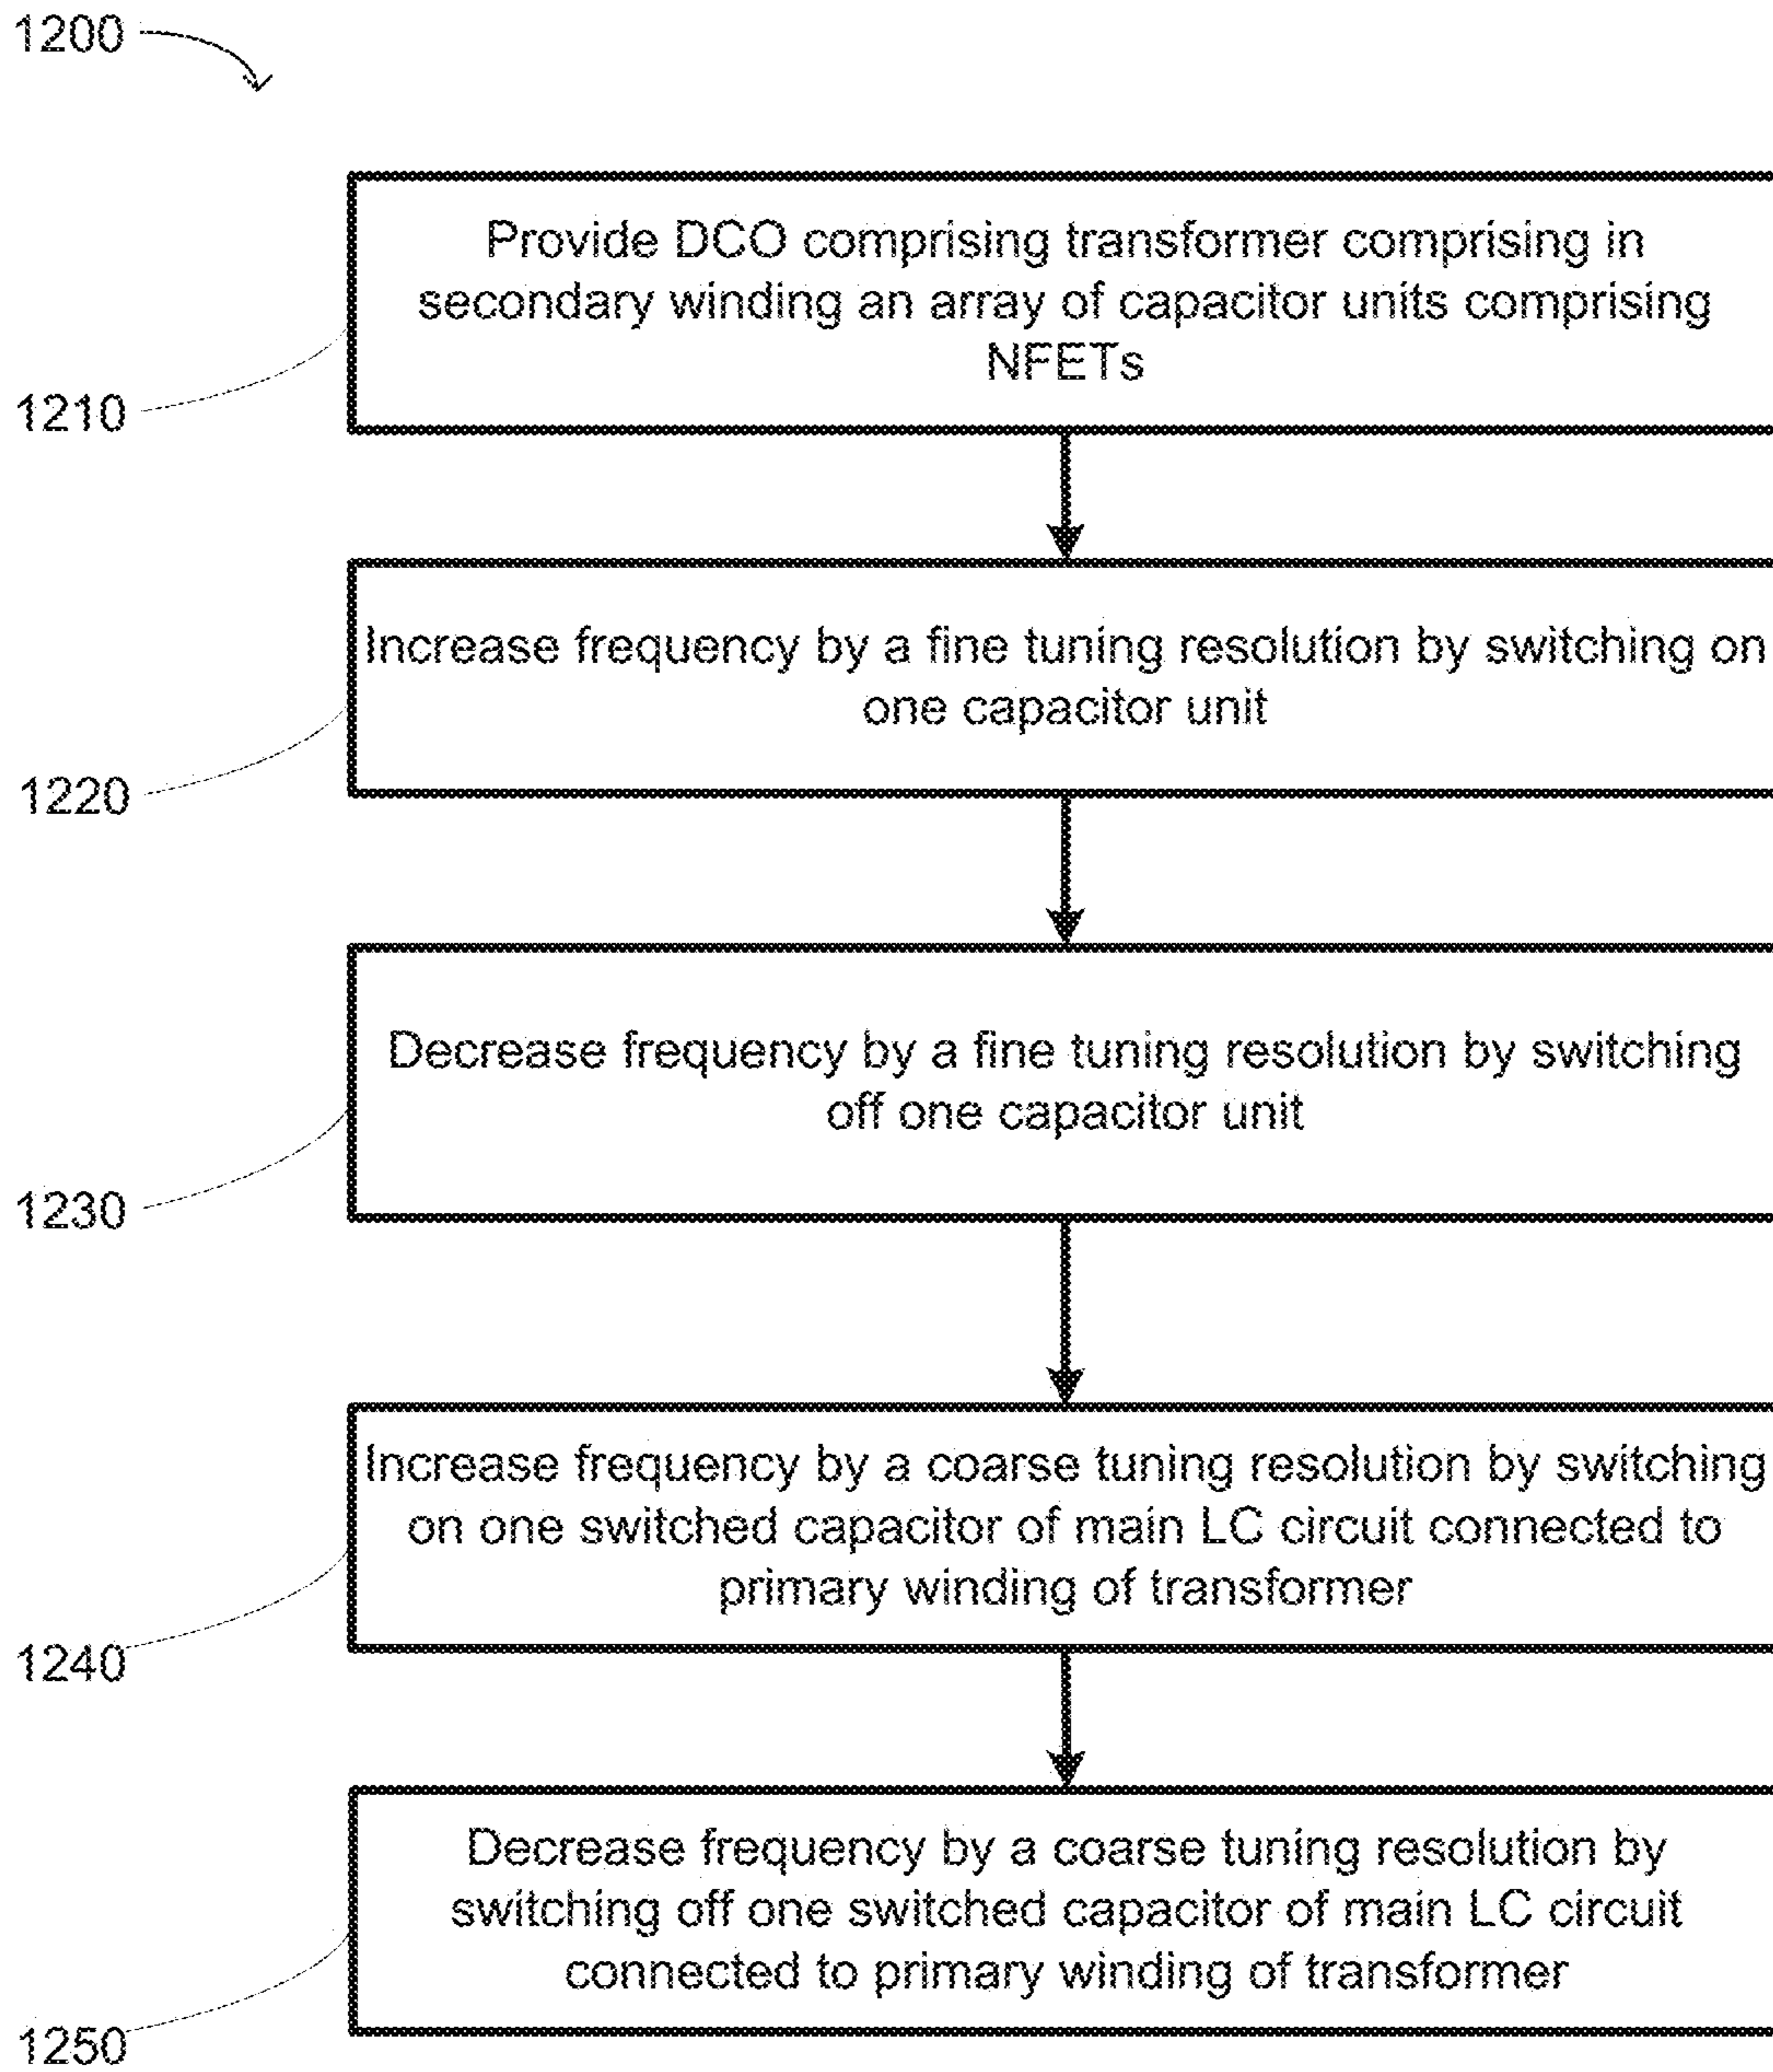 1200
Provide DCO comprising transformer comprising in
secondary winding an array of capacitor units comprising
NFETs
1210
Increase frequency by a fine tuning resolution by switching on
one capacitor unit
1220
Decrease frequency by a fine tuning resolution by switching
off one capacitor unit
1230
Increase frequency by a coarse tuning resolution by switching
on one switched capacitor of main LC circuit connected to
primary winding of transformer
1240
Decrease frequency by a coarse tuning resolution by
switching off one switched capacitor of main LC circuit
connected to primary winding of transformer
1250